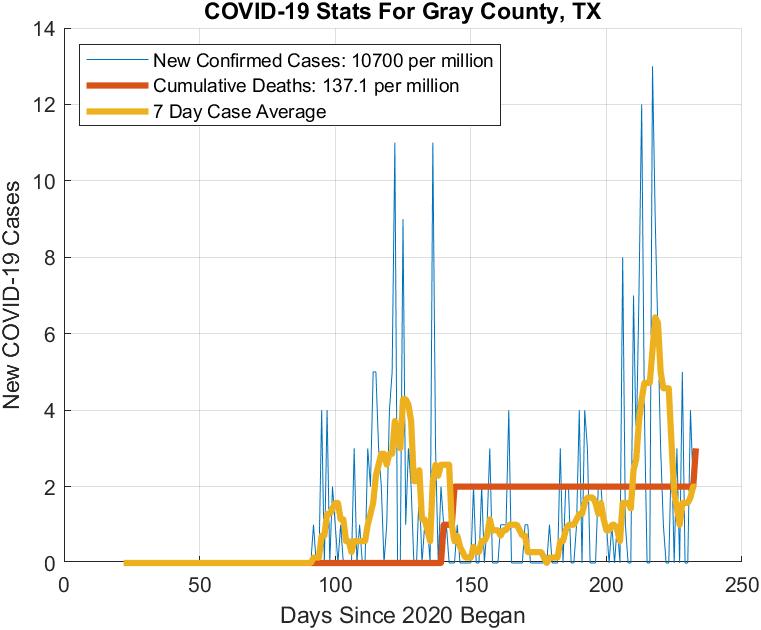 COVID-19 Stats For Gray County, TX
New Confirmed Cases: 10700 per million
Cumulative Deaths: 137.1 per million
7 Day Case Average
New COVID-19 Cases
14
12
10
8
6
4
2
0
0 50 100 150 200 250
Days Since 2020 Began